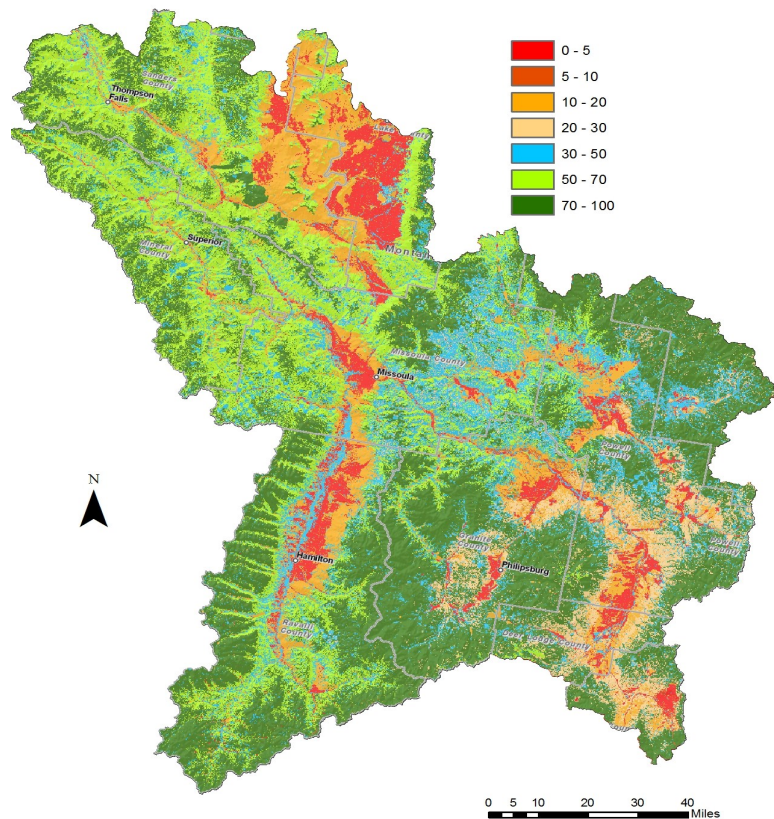 0 - 5
5 - 10
10 - 20
20 - 30
30 - 50
50 - 70
70 - 100
Sanders
County
Thompson
Falls
Lake County
Superior
Mineral
County
Missoula County
Missoula
Powell
County
N
Granite
County
Philipsburg
Hamilton
Ravalli
County
Deer Lodge County
0 5 10 20 30 40
Miles